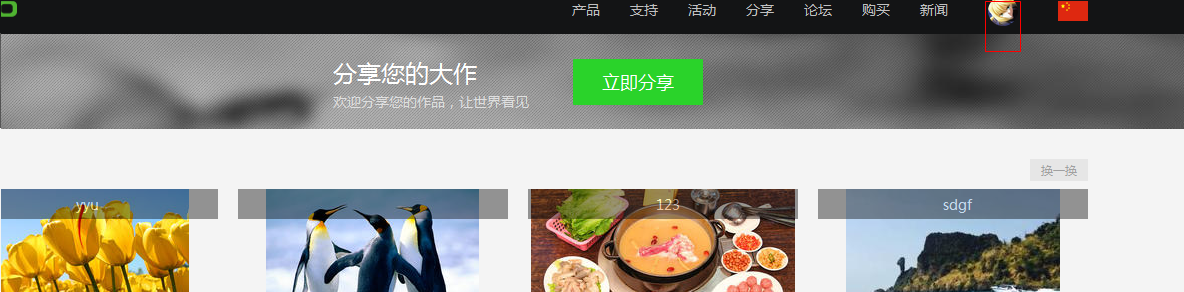 产品 支持 活动 分享 论坛 购买 新闻
分享您的大作
欢迎分享您的作品，让世界看见
立即分享
换一换
yyu
123
sdgf